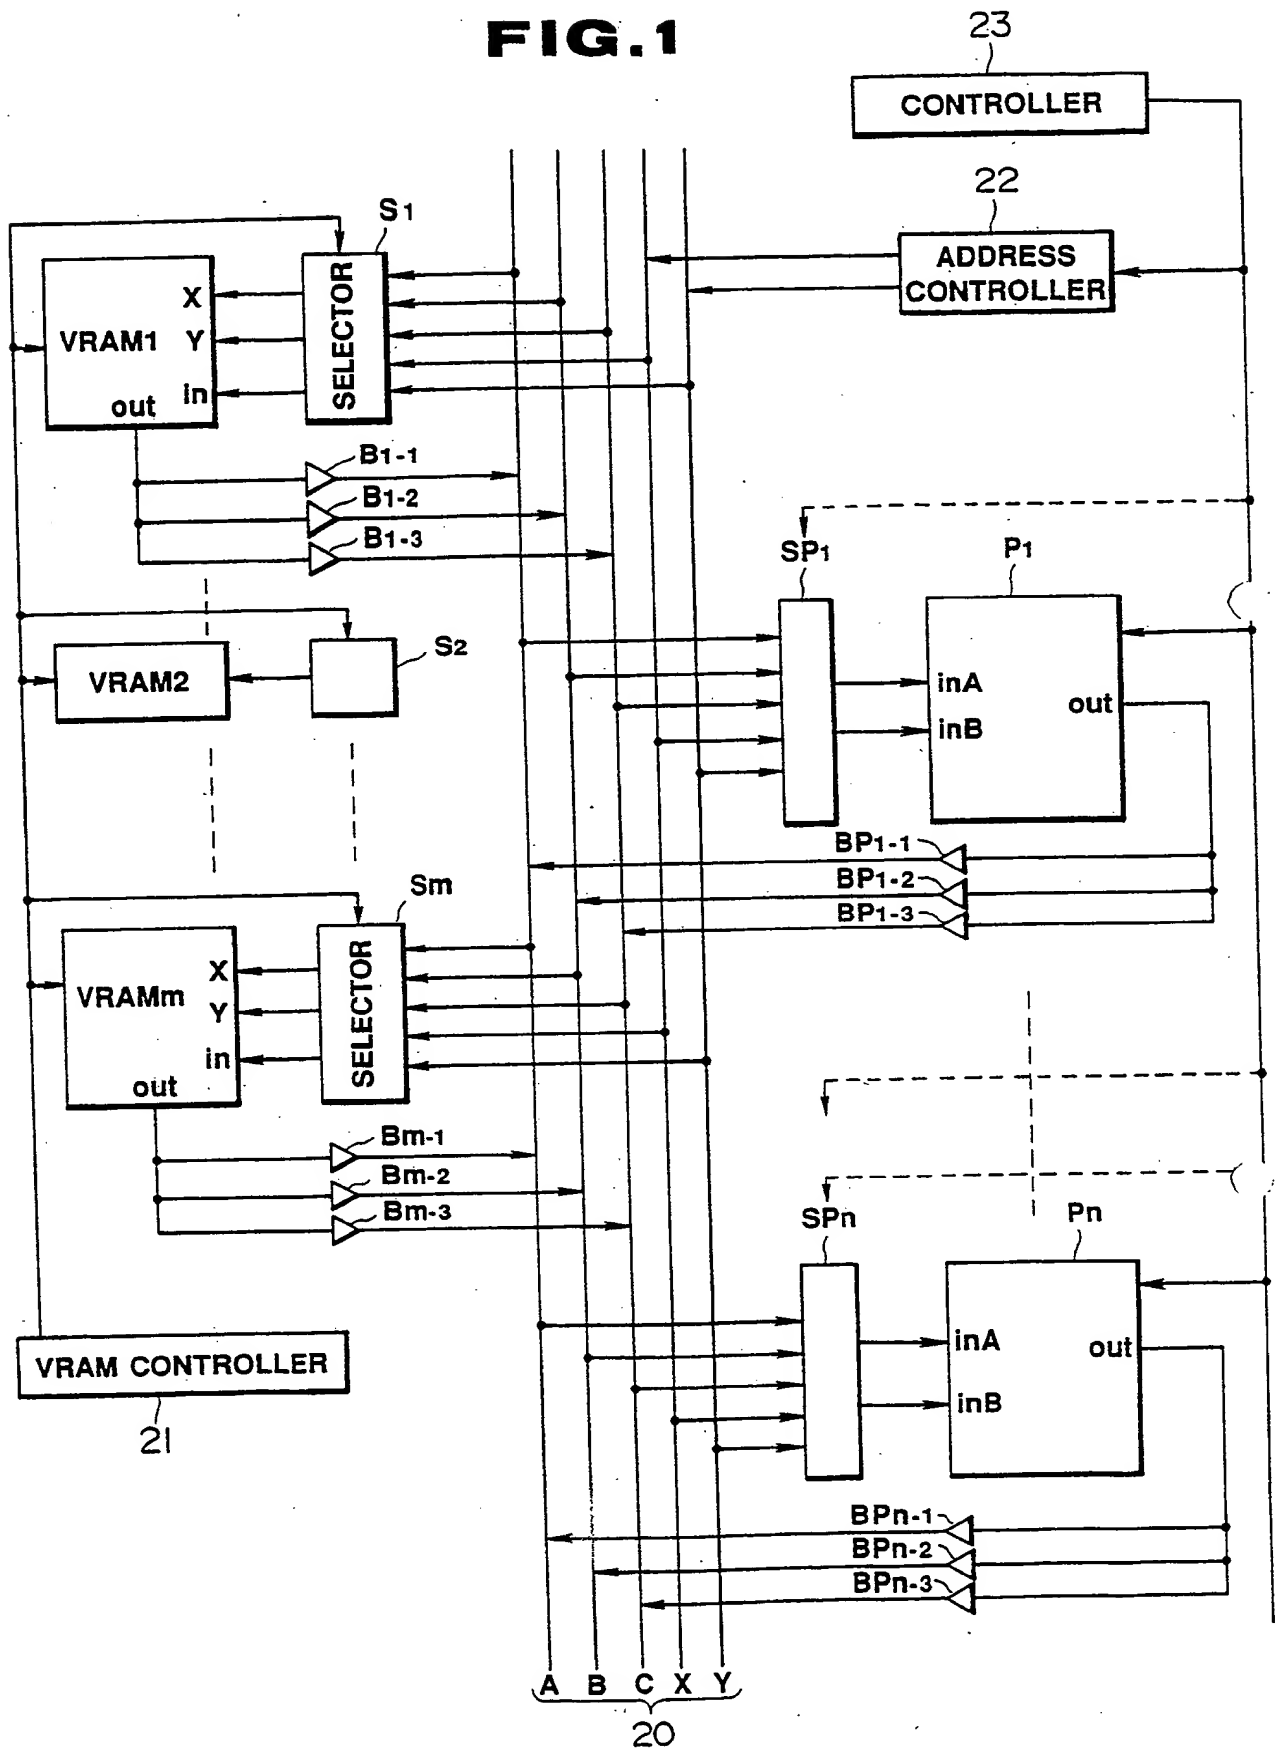 FIG.1
23
CONTROLLER
22
ADDRESS
CONTROLLER
S1
SELECTOR
X
VRAM1
Y
in
out
B1-1
B1-2
B1-3
SP1
P1
inA
inB
out
S2
VRAM2
BP1-1
BP1-2
BP1-3
Sm
SELECTOR
X
VRAMm
Y
in
out
Bm-1
Bm-2
Bm-3
SPn
Pn
inA
inB
out
VRAM CONTROLLER
21
BPn-1
BPn-2
BPn-3
A B C X Y
20